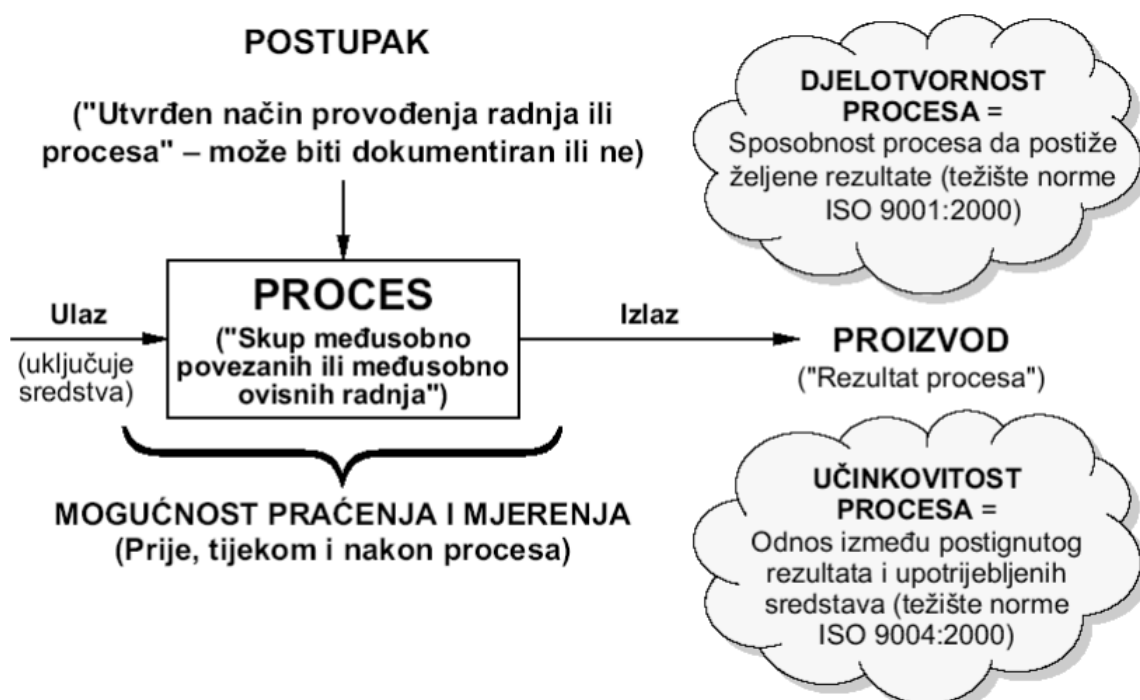 POSTUPAK
("Utvrđen način provođenja radnja ili
procesa" – može biti dokumentiran ili ne)
DJELOTVORNOST
PROCESA =
Sposobnost procesa da postiže
željene rezultate (težište norme
ISO 9001:2000)
Ulaz
(uključuje
sredstva)
PROCES
("Skup međusobno
povezanih ili međusobno
ovisnih radnja")
Izlaz
PROIZVOD
("Rezultat procesa")
MOGUĆNOST PRAĆENJA I MJERENJA
(Prije, tijekom i nakon procesa)
UČINKOVITOST
PROCESA =
Odnos između postignutog
rezultata i upotrijebljenih
sredstava (težište norme
ISO 9004:2000)